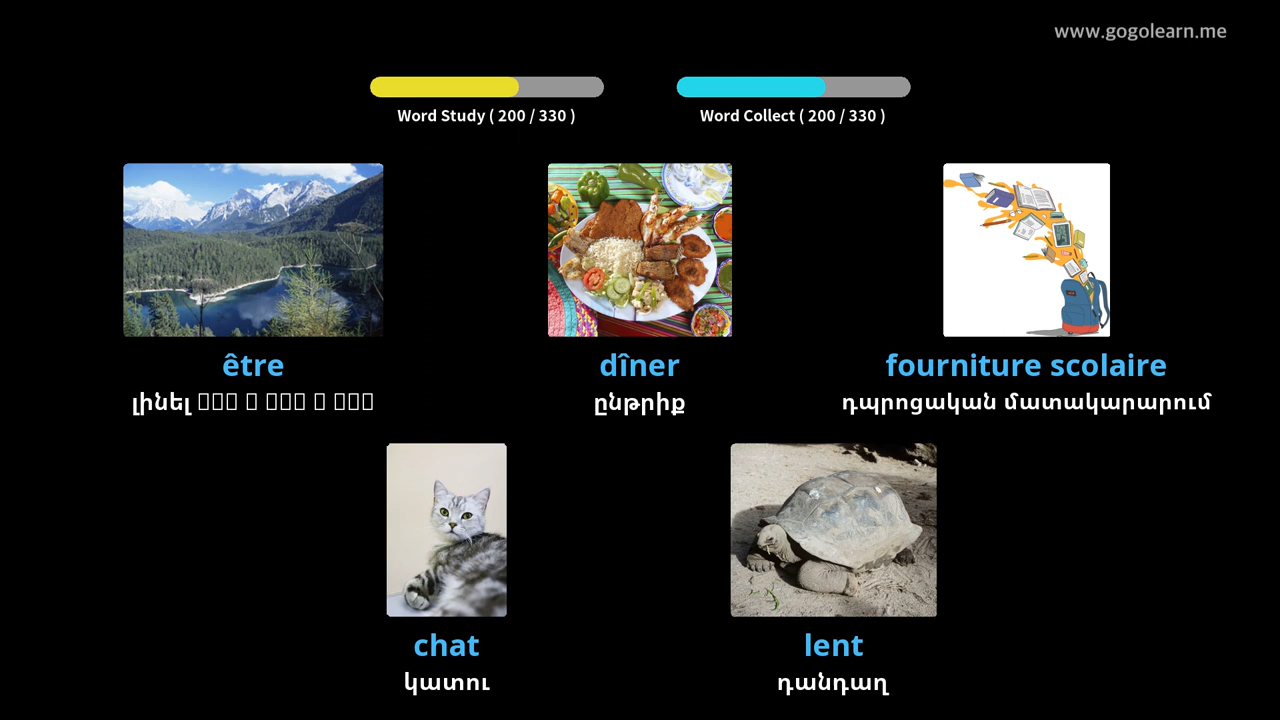 www.gogolearn.me
Word Study ( 200 / 330 )
Word Collect ( 200 / 330 )
être
dîner
fourniture scolaire
լինել
ընթրիք
դպրոցական մատակարարում
chat
lent
կատու
դանդաղ